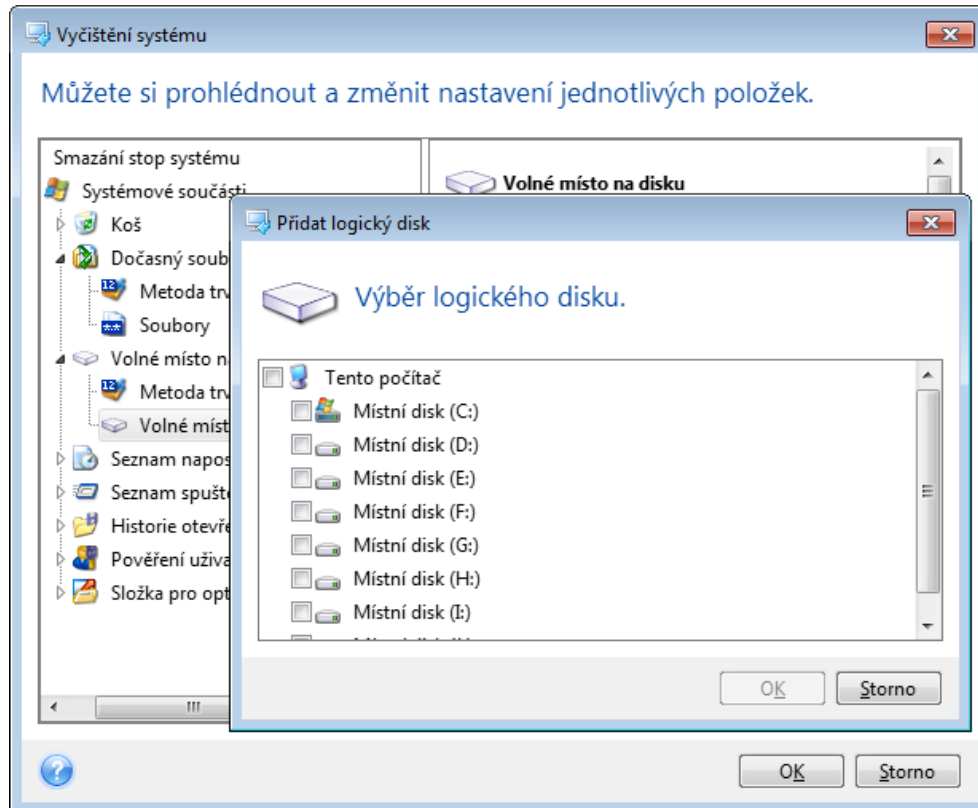 Vyčištění systému
Můžete si prohlédnout a změnit nastavení jednotlivých položek.
Smazání stop systému
Systémové součásti
Koš
Dočasný soub
Metoda trv
Soubory
Volné místo n
Metoda trv
Volné míst
Seznam napos
Seznam spušt
Historie otevř
Pověření uživa
Složka pro opt
Volné místo na disku
Přidat logický disk
Výběr logického disku.
Tento počítač
Místní disk (C:)
Místní disk (D:)
Místní disk (E:)
Místní disk (F:)
Místní disk (G:)
Místní disk (H:)
Místní disk (I:)
OK Storno
OK Storno